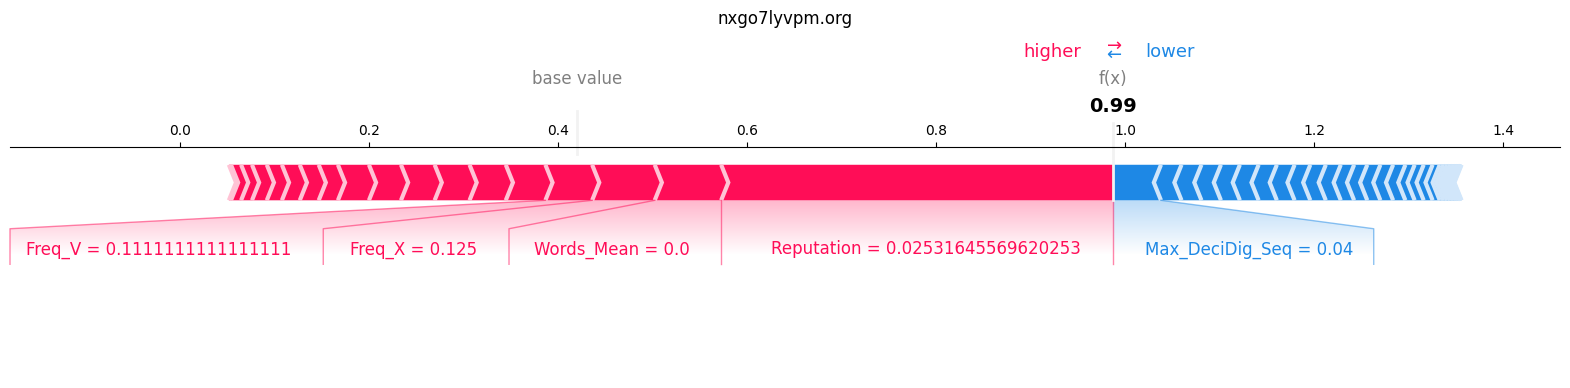 nxgo7lyvpm.org
higher ⇄ lower
base value f(x)
0.99
0.0 0.2 0.4 0.6 0.8 1.0 1.2 1.4
Freq_V = 0.1111111111111111 Freq_X = 0.125 Words_Mean = 0.0 Reputation = 0.02531645569620253 Max_DeciDig_Seq = 0.04